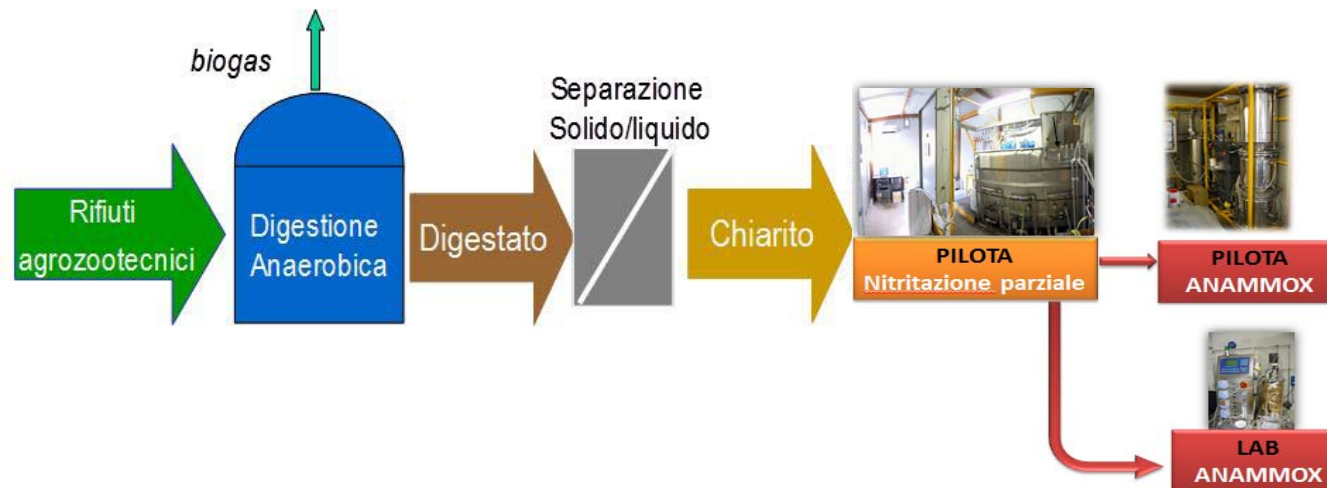 biogas
Separazione
Solido/liquido
Rifiuti
agrozootecnici
Digestione
Anaerobica
Digestato
Chiarito
PILOTA
Nitritazione parziale
PILOTA
ANAMMOX
LAB
ANAMMOX